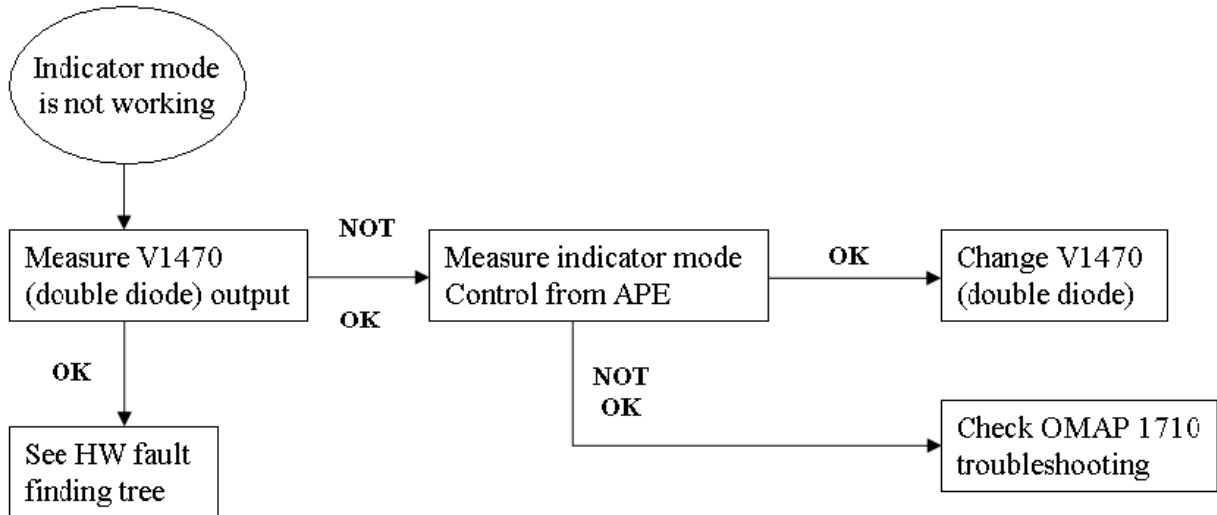 Indicator mode
is not working
Measure V1470
(double diode) output
NOT
OK
Measure indicator mode
Control from APE
OK
Change V1470
(double diode)
OK
See HW fault
finding tree
NOT
OK
Check OMAP 1710
troubleshooting